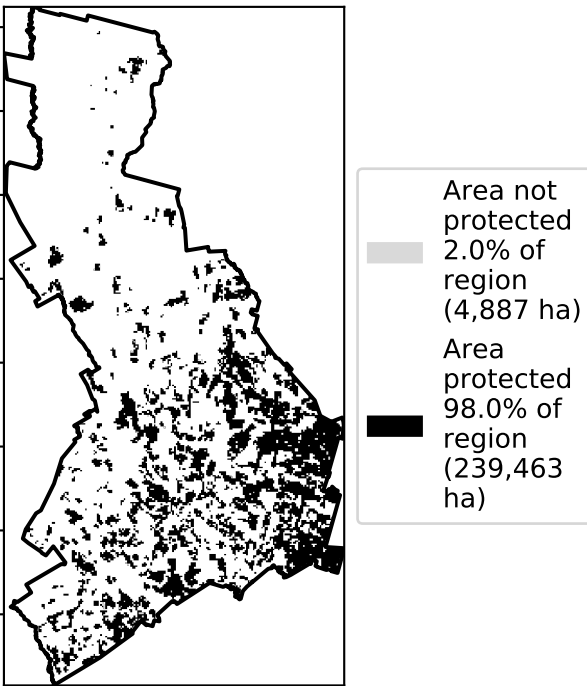 Area not
protected
2.0% of
region
(4,887 ha)
Area
protected
98.0% of
region
(239,463
ha)